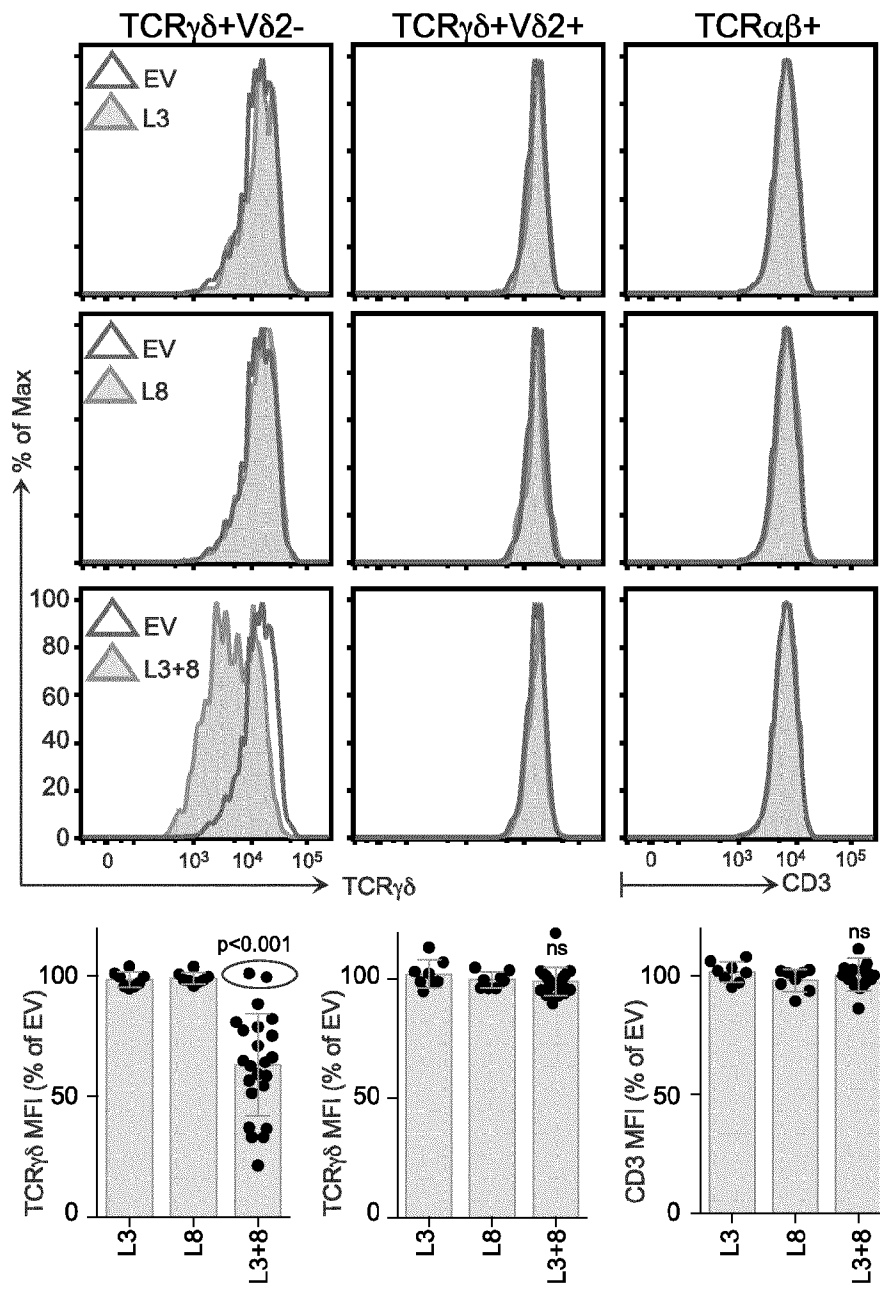 TCRγδ+Vδ2- TCRγδ+Vδ2+ TCRαβ+
EV
L3
EV
L8
% of Max
100
80
60
40
20
0
EV
L3+8
0 10³ 10⁴ 10⁵
0 10³ 10⁴ 10⁵
TCRγδ
CD3
TCRγδ MFI (% of EV)
100
50
0
p<0.001
L3 L8 L3+8
TCRγδ MFI (% of EV)
100
50
0
ns
L3 L8 L3+8
CD3 MFI (% of EV)
100
50
0
ns
L3 L8 L3+8